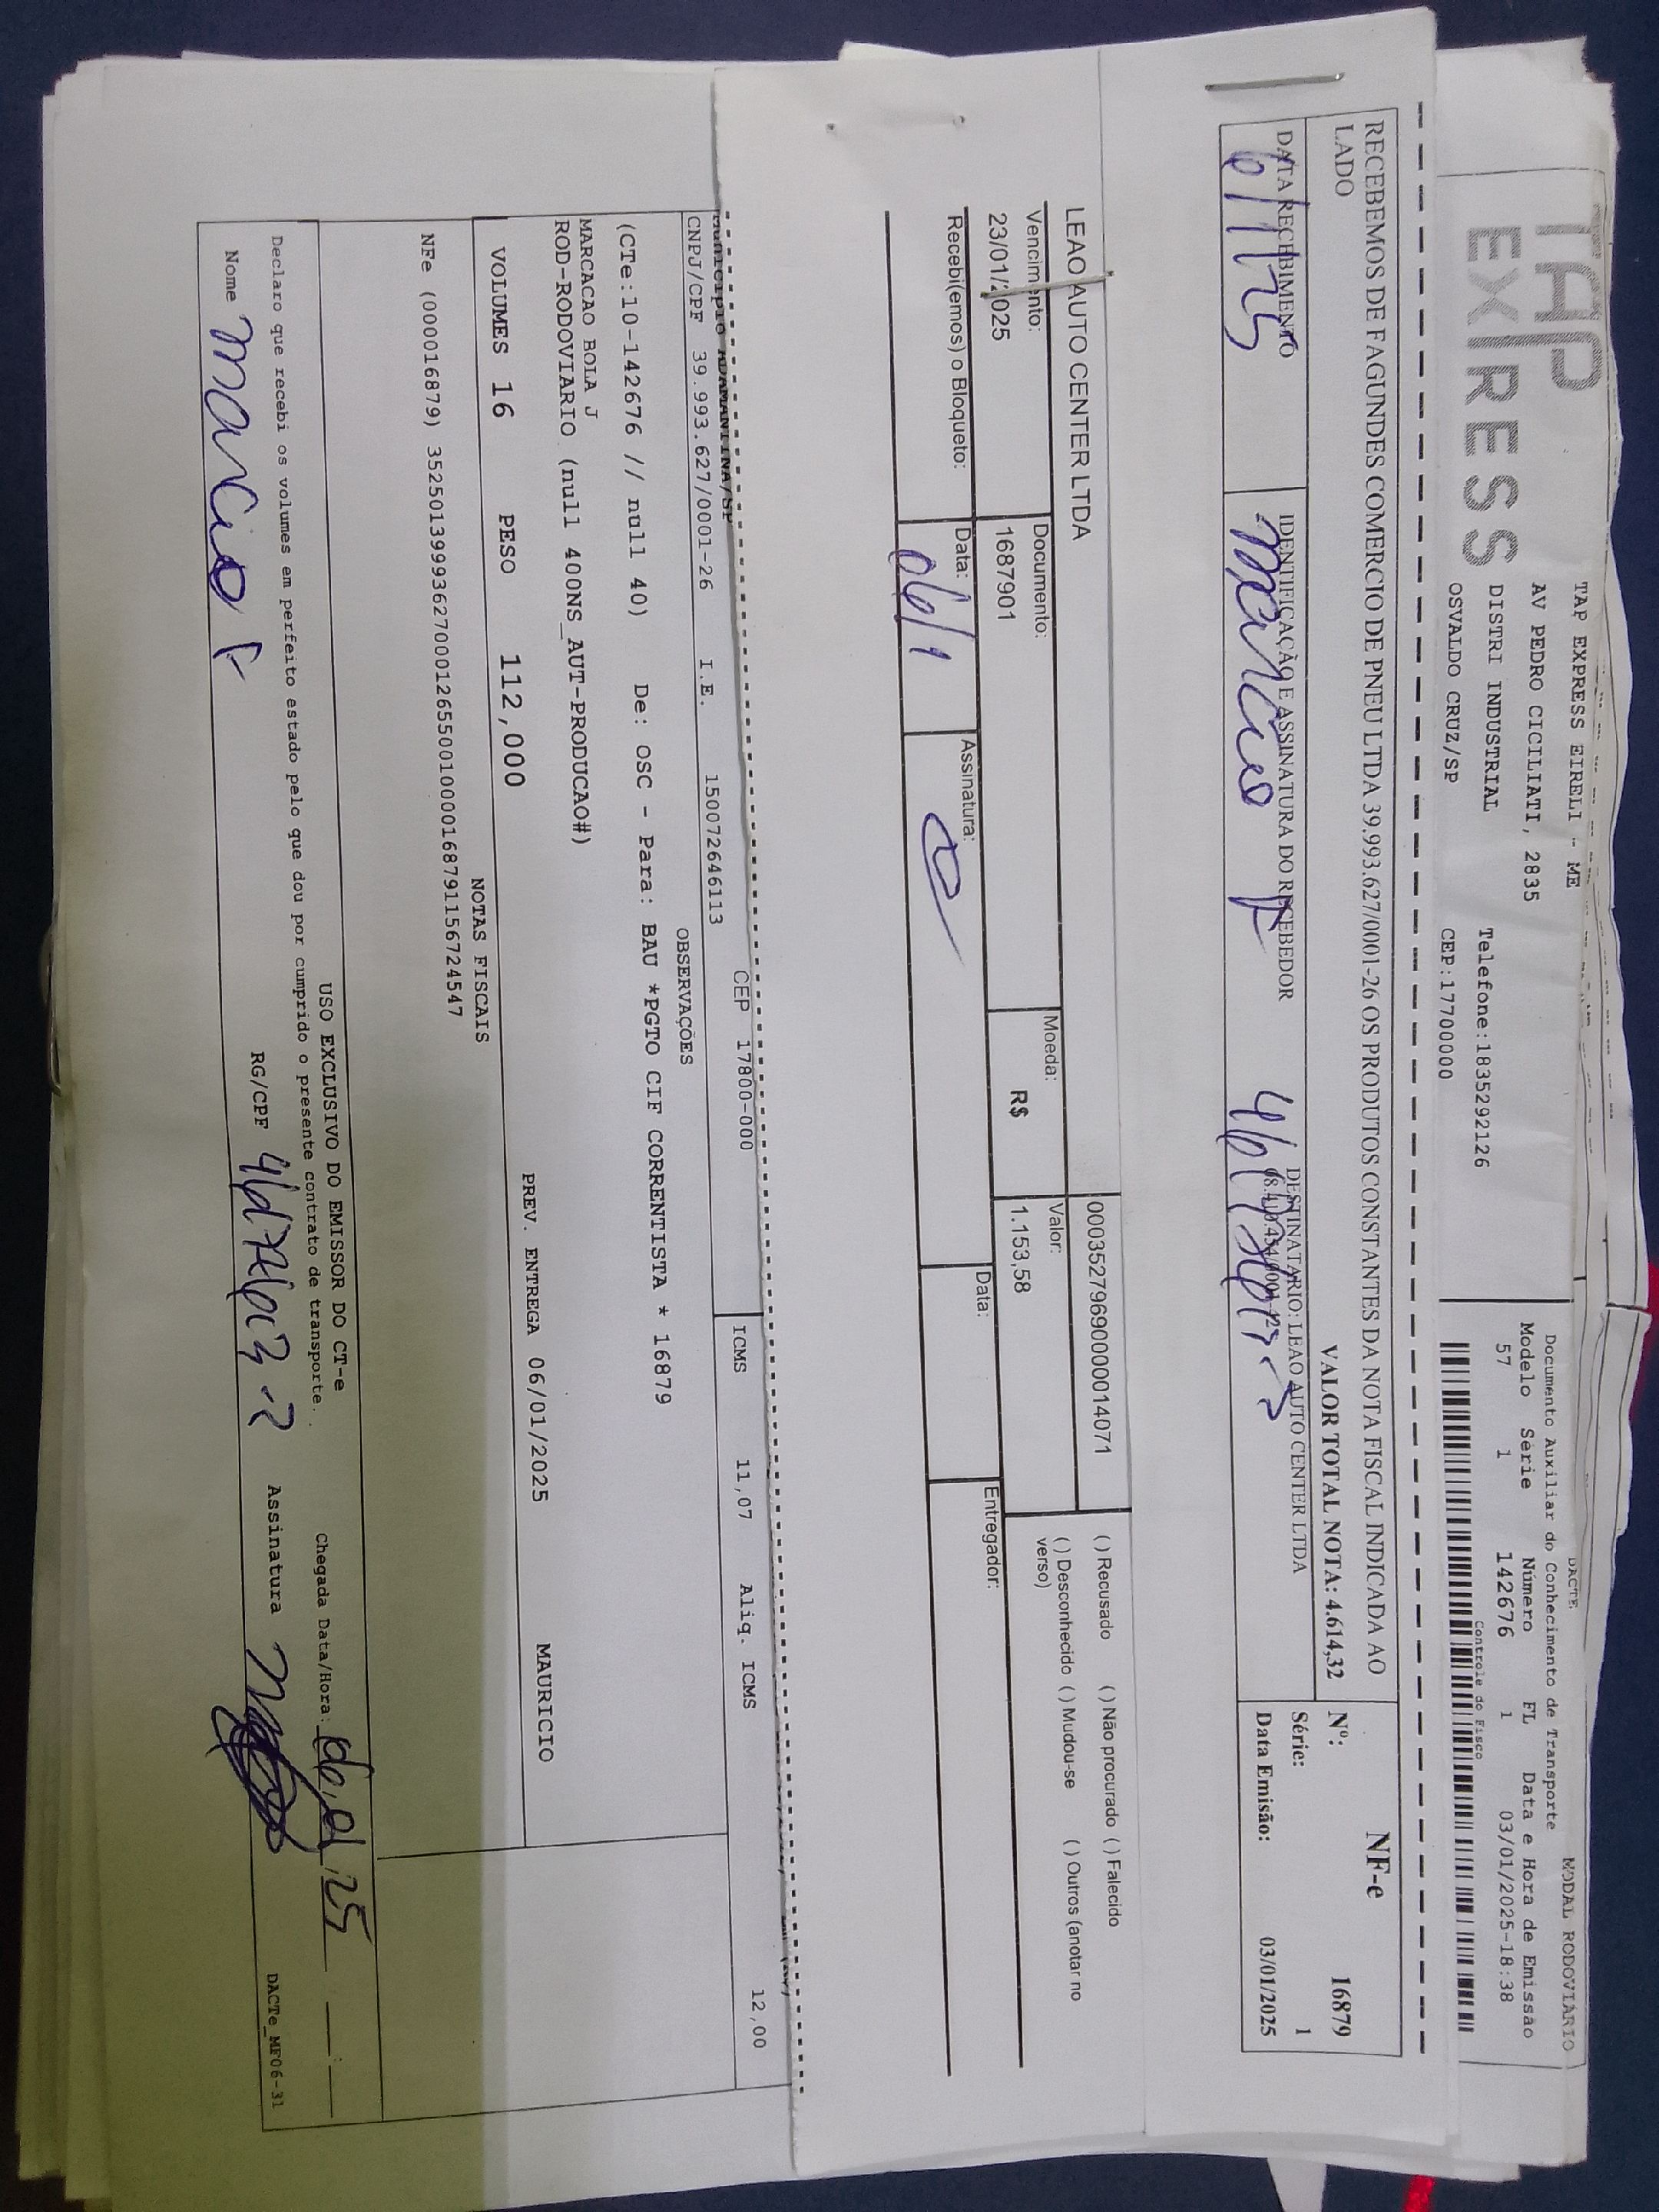 TAP
EXPRESS
TAP EXPRESS EIRELI - ME
AV PEDRO CICILIATI, 2835
DISTRI INDUSTRIAL Telefone:1835292126
OSVALDO CRUZ/SP CEP:17700000
DACTE MODAL RODOVIÁRIO
Documento Auxiliar do Conhecimento de Transporte
Modelo Série Número FL Data e Hora de Emissão
57 1 142676 1 03/01/2025-18:38
Controle do Fisco
RECEBEMOS DE FAGUNDES COMERCIO DE PNEU LTDA 39.993.627/0001-26 OS PRODUTOS CONSTANTES DA NOTA FISCAL INDICADA AO
LADO
VALOR TOTAL NOTA: 4.614,32
DATA RECEBIMENTO
6/1/25
IDENTIFICAÇÃO E ASSINATURA DO RECEBEDOR
Marcio F
DESTINATÁRIO: LEAO AUTO CENTER LTDA
NF-e
Nº: 16879
Série: 1
Data Emisão: 03/01/2025
LEAO AUTO CENTER LTDA
00035279690000014071
Vencimento: Documento: Moeda: Valor:
23/01/2025 1687901 R$ 1.153,58
Recebi(emos) o Bloqueto: Data: Assinatura: Data: Entregador:
06/1
( ) Recusado ( ) Não procurado ( ) Falecido
( ) Desconhecido ( ) Mudou-se ( ) Outros (anotar no
verso)
Município ADAMANTINA/SP
CEP 17800-000
CNPJ/CPF 39.993.627/0001-26 I.E. 150072646113
ICMS 11,07 Aliq. ICMS 12,00
OBSERVAÇÕES
(CTe:10-142676 // null 40) De: OSC - Para: BAU *PGTO CIF CORRENTISTA * 16879
MARCACAO BOLA J
ROD-RODOVIARIO (null 400NS_AUT-PRODUCAO#)
VOLUMES 16 PESO 112,000 PREV. ENTREGA 06/01/2025 MAURICIO
NOTAS FISCAIS
NFe (000016879) 35250139993627000126550010000168791156724547
USO EXCLUSIVO DO EMISSOR DO CT-e
Declaro que recebi os volumes em perfeito estado pelo que dou por cumprido o presente contrato de transporte.
Chegada Data/Hora: 06,01,25
Nome Marcio F RG/CPF Assinatura
DACTe_MF06-31